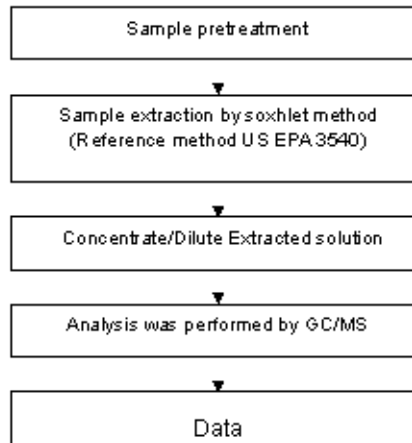 Sample pretreatment
Sample extraction by soxhlet method
(Reference method US EPA 3540)
Concentrate/Dilute Extracted solution
Analysis was performed by GC/MS
Data